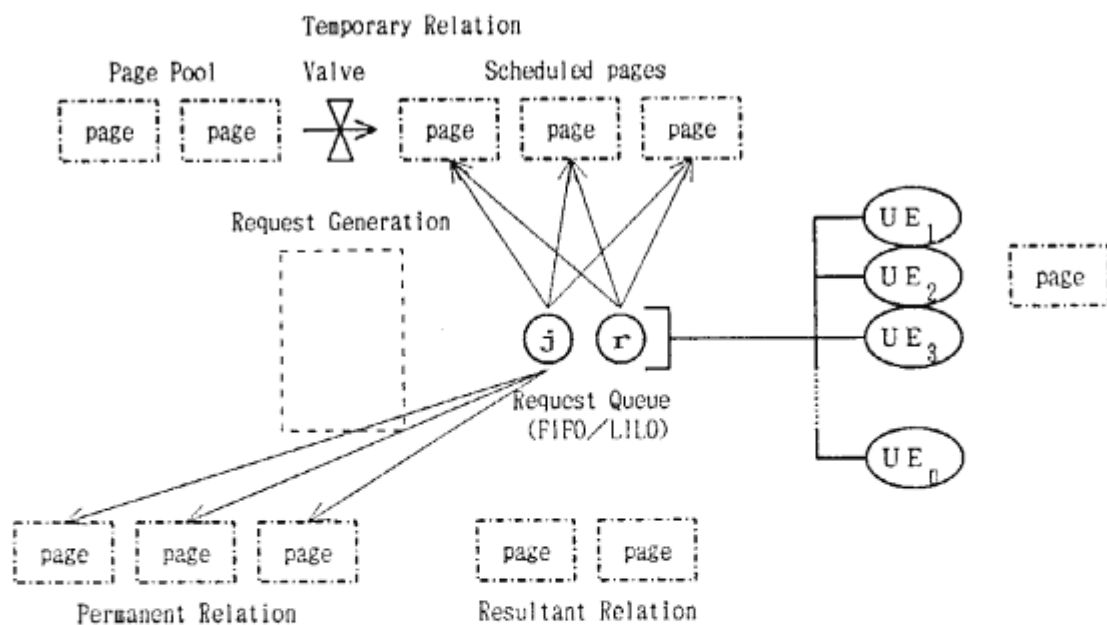 Temporary Relation
Page Pool Valve Scheduled pages
page page page page page
Request Generation
UE1
UE2
page
UE3
j r
Request Queue
(FIFO/LILO)
UEn
page page page page page
Permanent Relation Resultant Relation